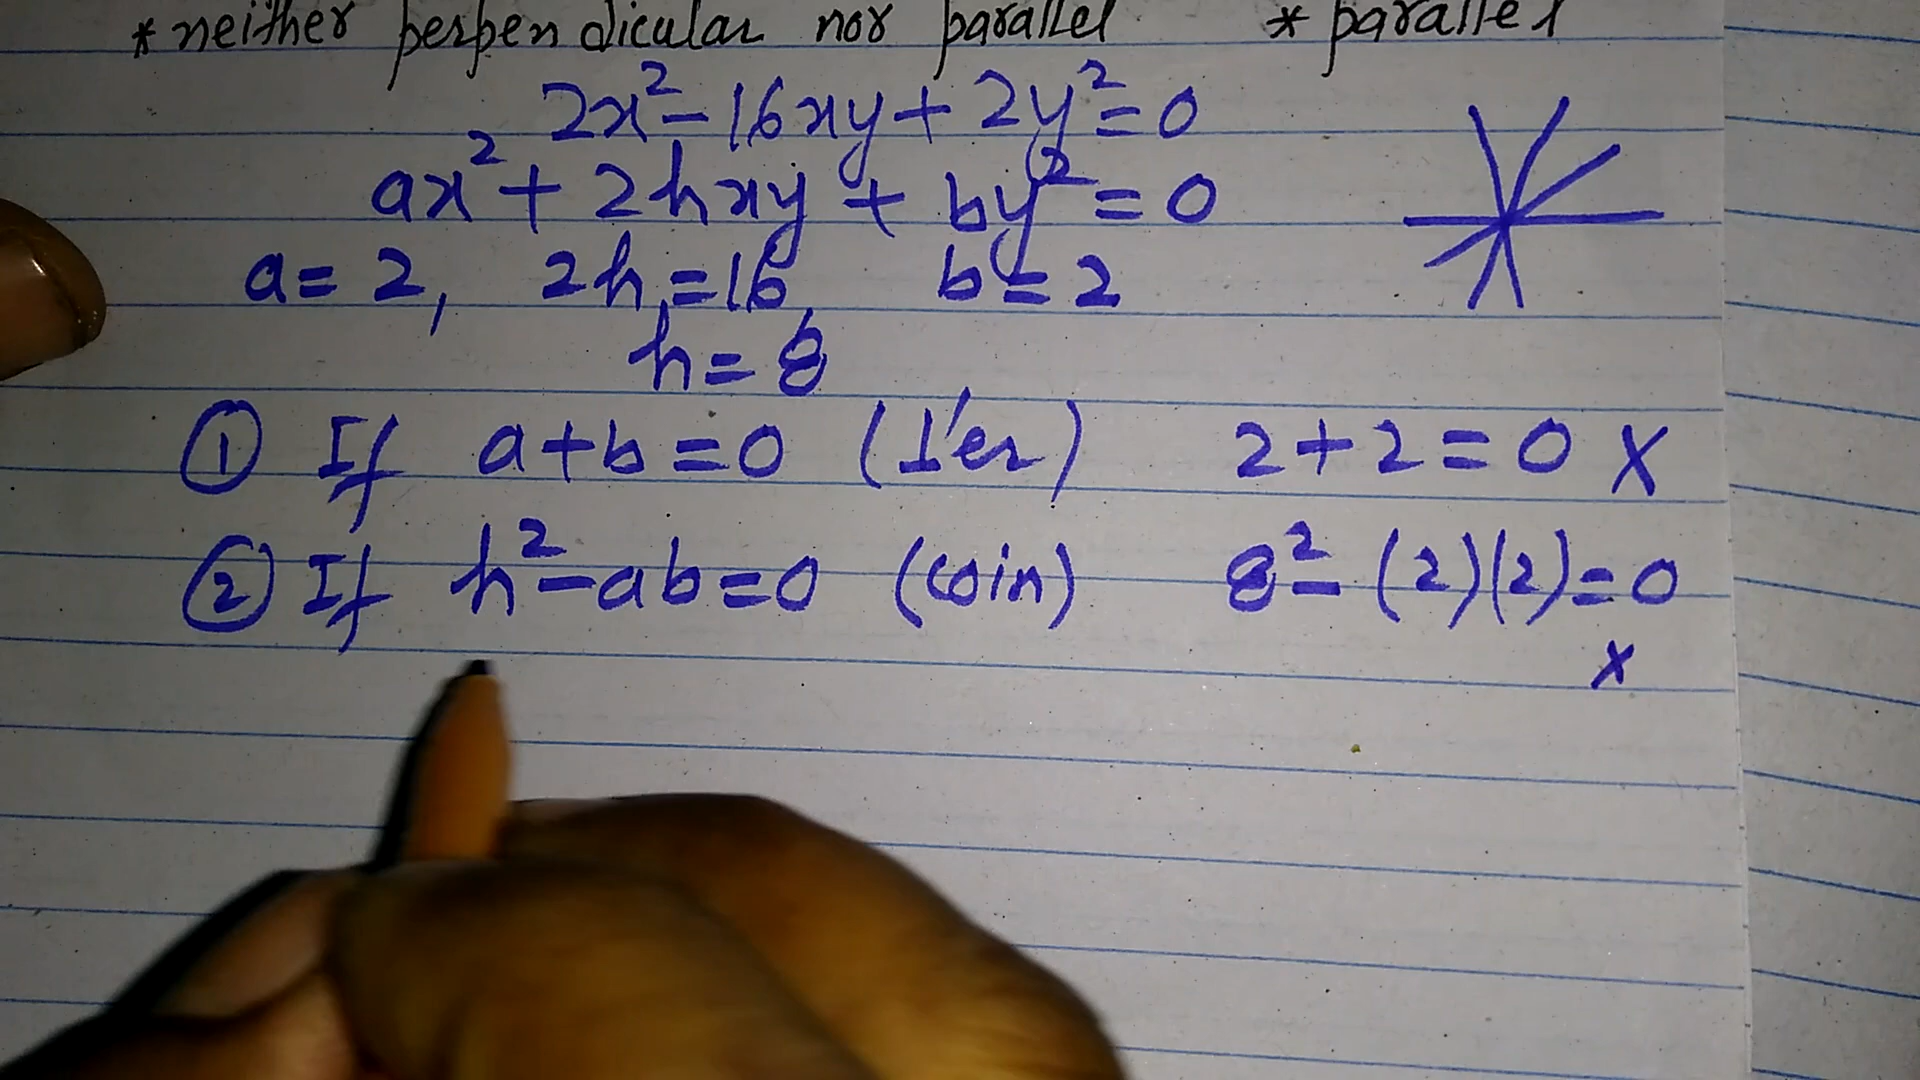 * neither perpendicular nor parallel * parallel
2x² - 16xy + 2y² = 0
ax² + 2hxy + by² = 0
a = 2, 2h = 16, b = 2
h = 8
① If a + b = 0 (⊥'er) 2 + 2 = 0 X
② If h² - ab = 0 (coin) 8² - (2)(2) = 0
X